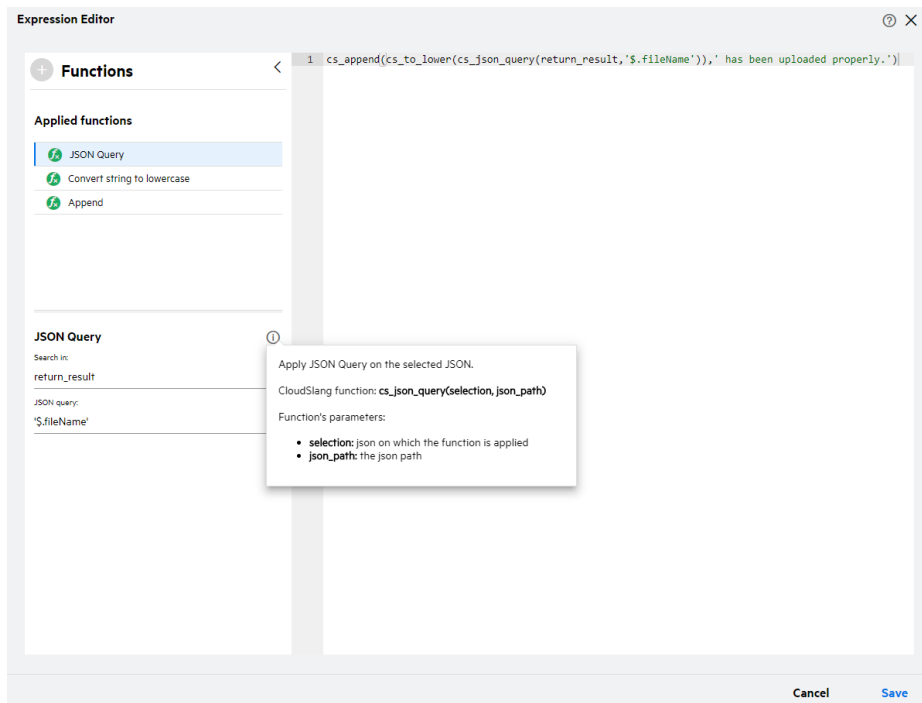 Expression Editor
Functions
Applied functions
JSON Query
Convert string to lowercase
Append
JSON Query
Search in:
return_result
JSON query:
'$.fileName'
1 cs_append(cs_to_lower(cs_json_query(return_result,'$.fileName')),' has been uploaded properly.')
Apply JSON Query on the selected JSON.
CloudSlang function: cs_json_query(selection, json_path)
Function's parameters:
• selection: json on which the function is applied
• json_path: the json path
Cancel
Save